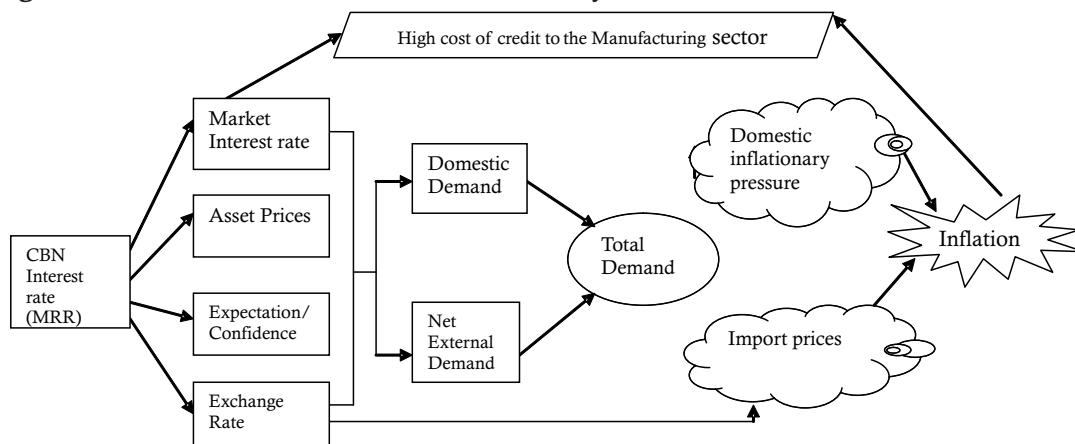 High cost of credit to the Manufacturing sector
Market
Interest rate
Asset Prices
CBN
Interest
rate
(MRR)
Expectation/
Confidence
Exchange
Rate
Domestic
Demand
Net
External
Demand
Total
Demand
Domestic
inflationary
pressure
Import prices
Inflation